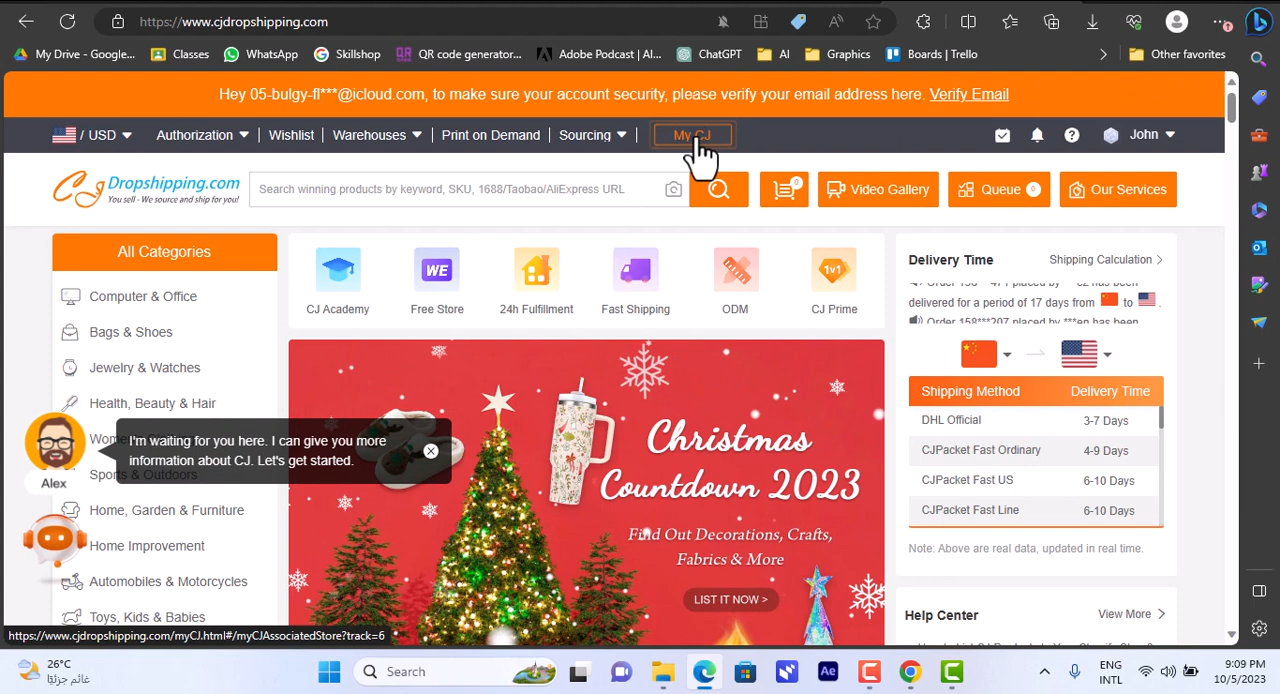 https://www.cjdropshipping.com
My Drive - Google...
Classes
WhatsApp
Skillshop
QR code generator...
Adobe Podcast | AI...
ChatGPT
AI
Graphics
Boards | Trello
Other favorites
Hey 05-bulgy-fl***@icloud.com, to make sure your account security, please verify your email address here. Verify Email
/ USD
Authorization
Wishlist
Warehouses
Print on Demand
Sourcing
My CJ
John
CJ Dropshipping.com
You sell - We source and ship for you!
Search winning products by keyword, SKU, 1688/Taobao/AliExpress URL
0
Video Gallery
Queue 0
Our Services
All Categories
Computer & Office
Bags & Shoes
Jewelry & Watches
Health, Beauty & Hair
Sports & Outdoors
Home, Garden & Furniture
Home Improvement
Automobiles & Motorcycles
Toys, Kids & Babies
I'm waiting for you here. I can give you more
information about CJ. Let's get started.
Alex
CJ Academy
WE
Free Store
24h Fulfillment
Fast Shipping
ODM
1v1
CJ Prime
Christmas
Countdown 2023
Find Out Decorations, Crafts,
Fabrics & More
LIST IT NOW >
Delivery Time
Shipping Calculation
delivered for a period of 17 days from to .
Order 158***207 placed by ***en has been
Shipping Method Delivery Time
DHL Official 3-7 Days
CJPacket Fast Ordinary 4-9 Days
CJPacket Fast US 6-10 Days
CJPacket Fast Line 6-10 Days
Note: Above are real data, updated in real time.
Help Center
View More
https://www.cjdropshipping.com/myCJ.html#/myCJAssociatedStore?track=6
26°C
غائم جزئيًا
Search
Ae
ENG
INTL
9:09 PM
10/5/2023